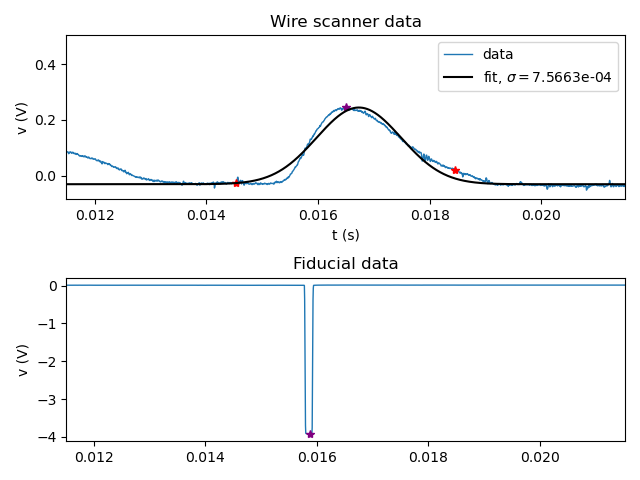 Wire scanner data
data
fit, σ = 7.5663e-04
0.4
0.2
0.0
v (V)
0.012 0.014 0.016 0.018 0.020
t (s)
Fiducial data
0
−1
−2
−3
−4
v (V)
0.012 0.014 0.016 0.018 0.020